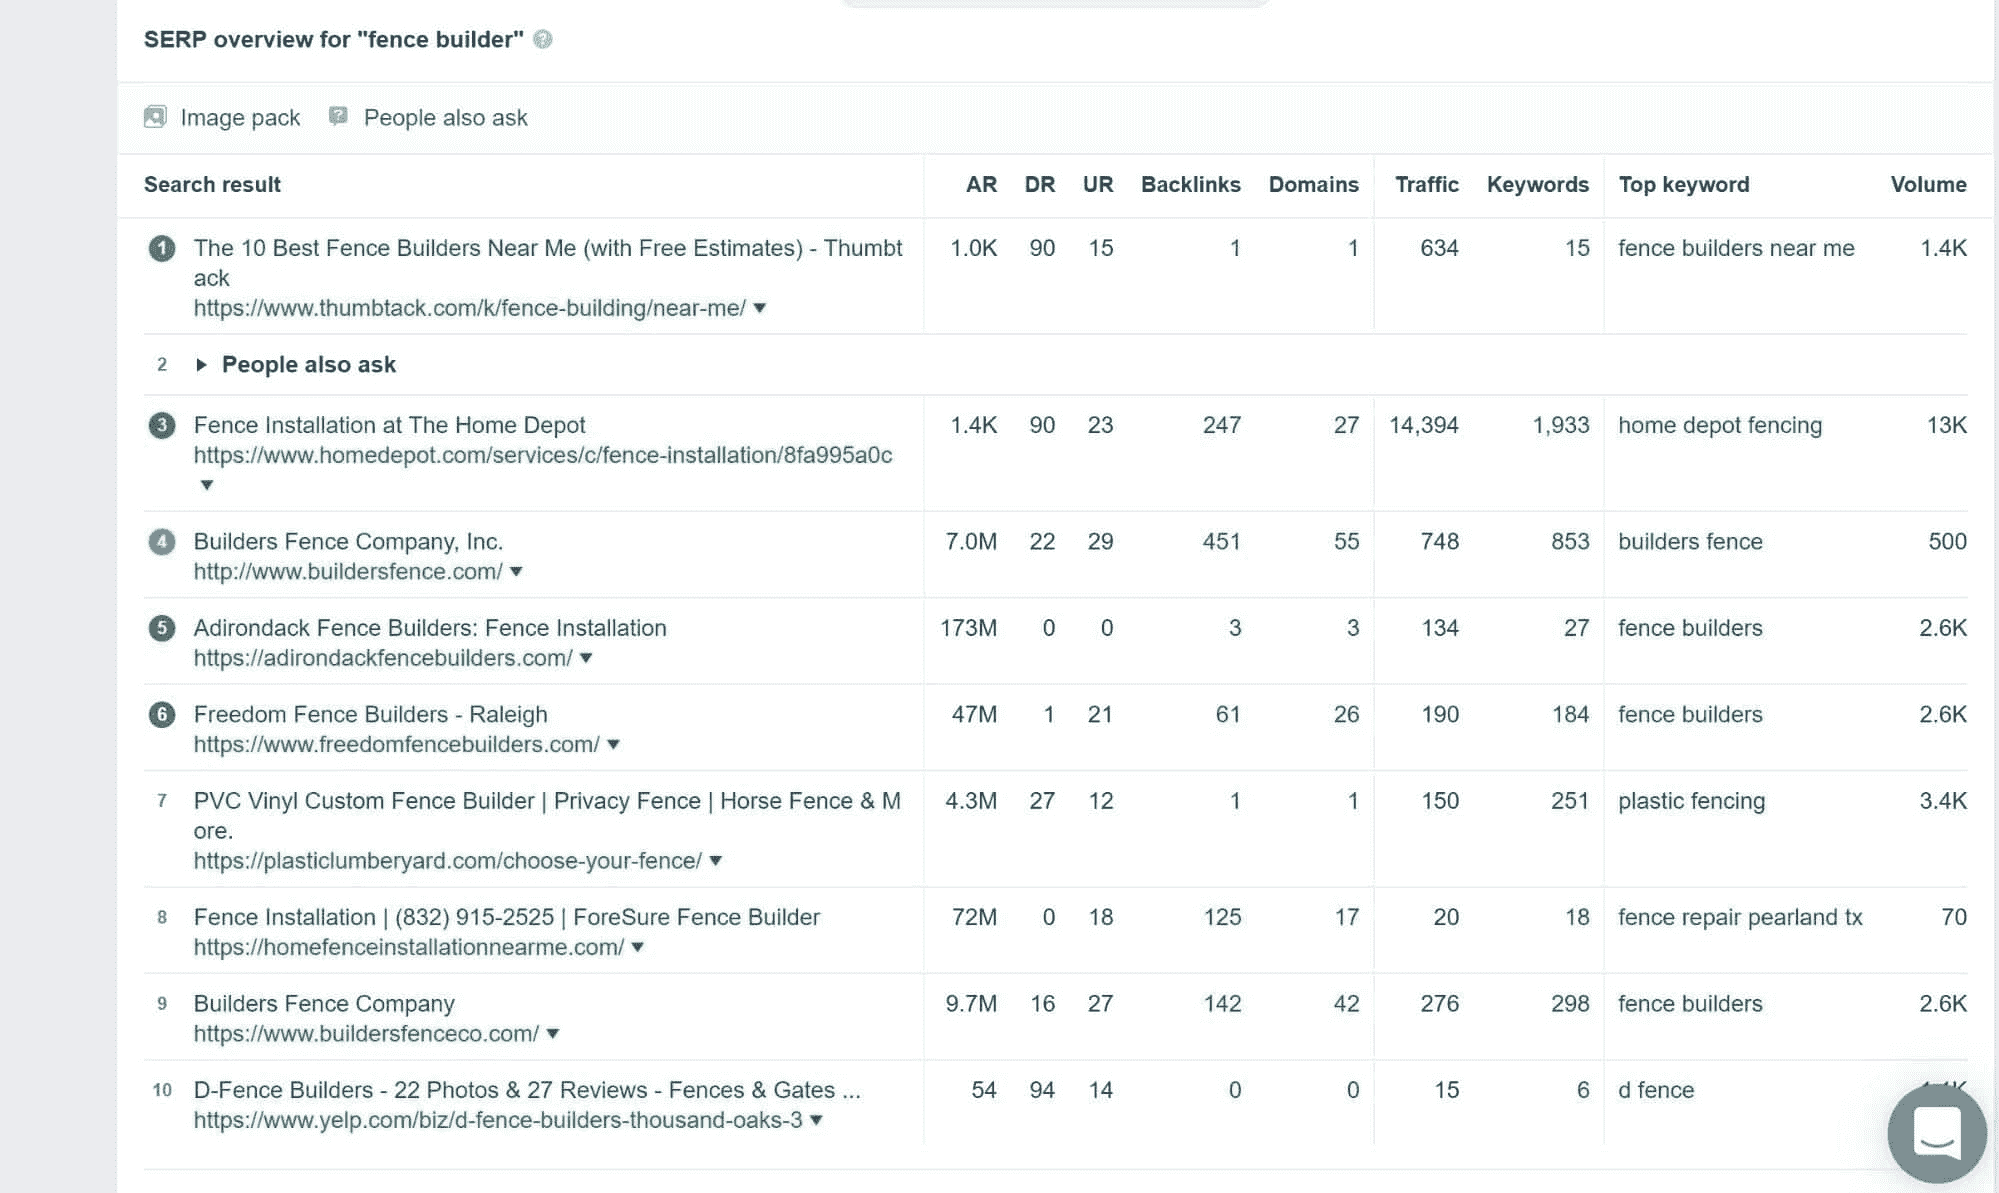 SERP overview for "fence builder" ?
Image pack ? People also ask
Search result AR DR UR Backlinks Domains Traffic Keywords Top keyword Volume
1 The 10 Best Fence Builders Near Me (with Free Estimates) - Thumbt 1.0K 90 15 1 1 634 15 fence builders near me 1.4K
ack
https://www.thumbtack.com/k/fence-building/near-me/
2 People also ask
3 Fence Installation at The Home Depot 1.4K 90 23 247 27 14,394 1,933 home depot fencing 13K
https://www.homedepot.com/services/c/fence-installation/8fa995a0c
4 Builders Fence Company, Inc. 7.0M 22 29 451 55 748 853 builders fence 500
http://www.buildersfence.com/
5 Adirondack Fence Builders: Fence Installation 173M 0 0 3 3 134 27 fence builders 2.6K
https://adirondackfencebuilders.com/
6 Freedom Fence Builders - Raleigh 47M 1 21 61 26 190 184 fence builders 2.6K
https://www.freedomfencebuilders.com/
7 PVC Vinyl Custom Fence Builder | Privacy Fence | Horse Fence & M 4.3M 27 12 1 1 150 251 plastic fencing 3.4K
ore.
https://plasticlumberyard.com/choose-your-fence/
8 Fence Installation | (832) 915-2525 | ForeSure Fence Builder 72M 0 18 125 17 20 18 fence repair pearland tx 70
https://homefenceinstallationnearme.com/
9 Builders Fence Company 9.7M 16 27 142 42 276 298 fence builders 2.6K
https://www.buildersfenceco.com/
10 D-Fence Builders - 22 Photos & 27 Reviews - Fences & Gates ... 54 94 14 0 0 15 6 d fence
https://www.yelp.com/biz/d-fence-builders-thousand-oaks-3